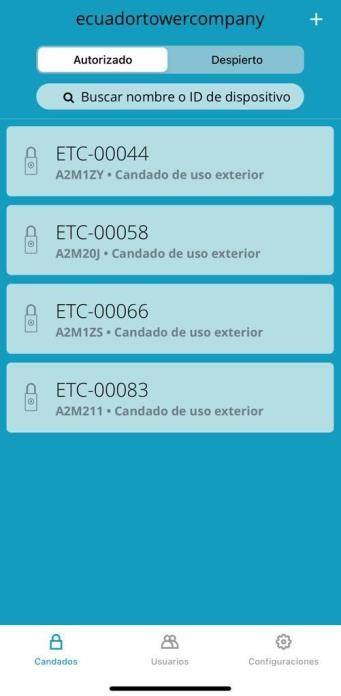 ecuadortowercompany
+
Autorizado
Despierto
Buscar nombre o ID de dispositivo
ETC-00044
A2M1ZY • Candado de uso exterior
ETC-00058
A2M20J • Candado de uso exterior
ETC-00066
A2M1ZS • Candado de uso exterior
ETC-00083
A2M211 • Candado de uso exterior
Candados
Usuarios
Configuraciones